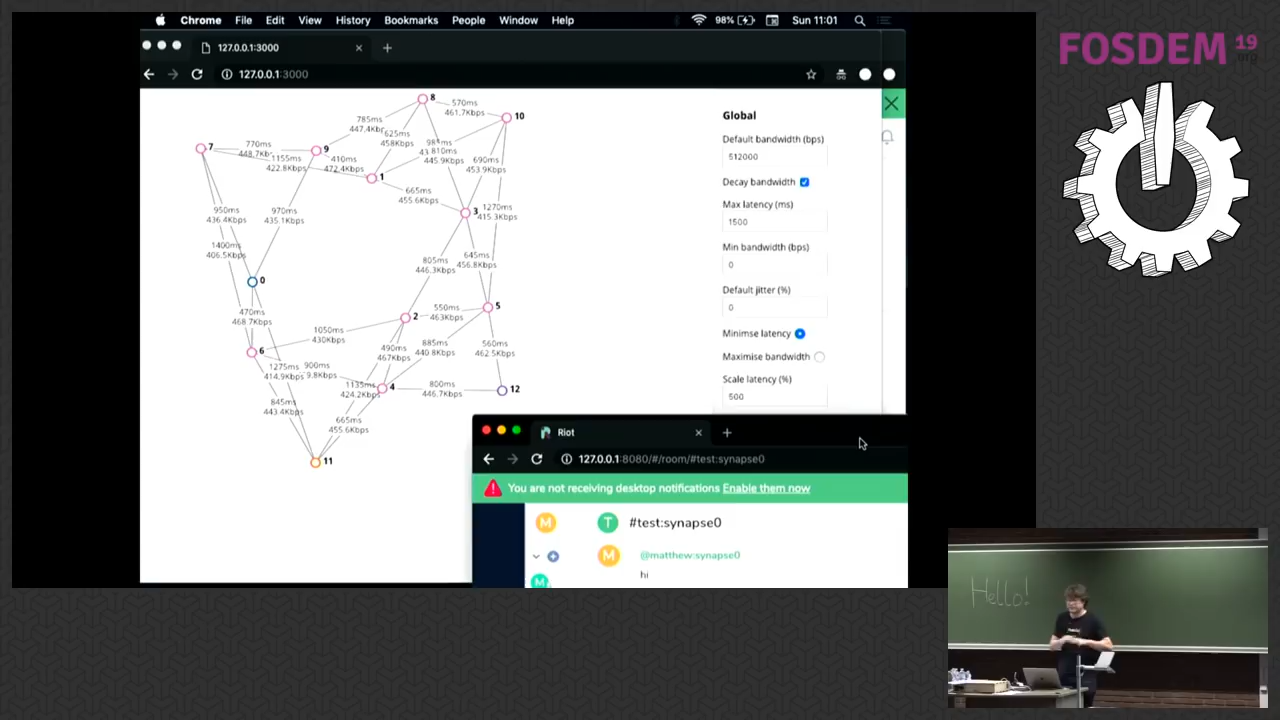 Chrome File Edit View History Bookmarks People Window Help 98% Sun 11:01
FOSDEM 19
.org
127.0.0.1:3000
127.0.0.1:3000
8
570ms
461.7Kbps
10
785ms
625ms
458Kbps
7
770ms
9
1155ms
422.8Kbps
410ms
472.4Kbps
1
810ms
445.9Kbps
690ms
453.9Kbps
665ms
455.6Kbps
3
1270ms
415.3Kbps
950ms
436.4Kbps
970ms
435.1Kbps
1400ms
406.5Kbps
0
805ms
446.3Kbps
645ms
456.8Kbps
470ms
468.7Kbps
2
550ms
463Kbps
5
1050ms
430Kbps
6
490ms
467Kbps
885ms
440.8Kbps
560ms
462.5Kbps
1275ms
414.9Kbps
900ms
9.8Kbps
1135ms
424.2Kbps
4
800ms
446.7Kbps
12
845ms
443.4Kbps
665ms
455.6Kbps
11
Global
Default bandwidth (bps)
512000
Decay bandwidth
Max latency (ms)
1500
Min bandwidth (bps)
0
Default jitter (%)
0
Minimse latency
Maximise bandwidth
Scale latency (%)
500
Riot
127.0.0.1:8080/#/room/#test:synapse0
You are not receiving desktop notifications Enable them now
M T #test:synapse0
M @matthew:synapse0
hi
M
Hello!